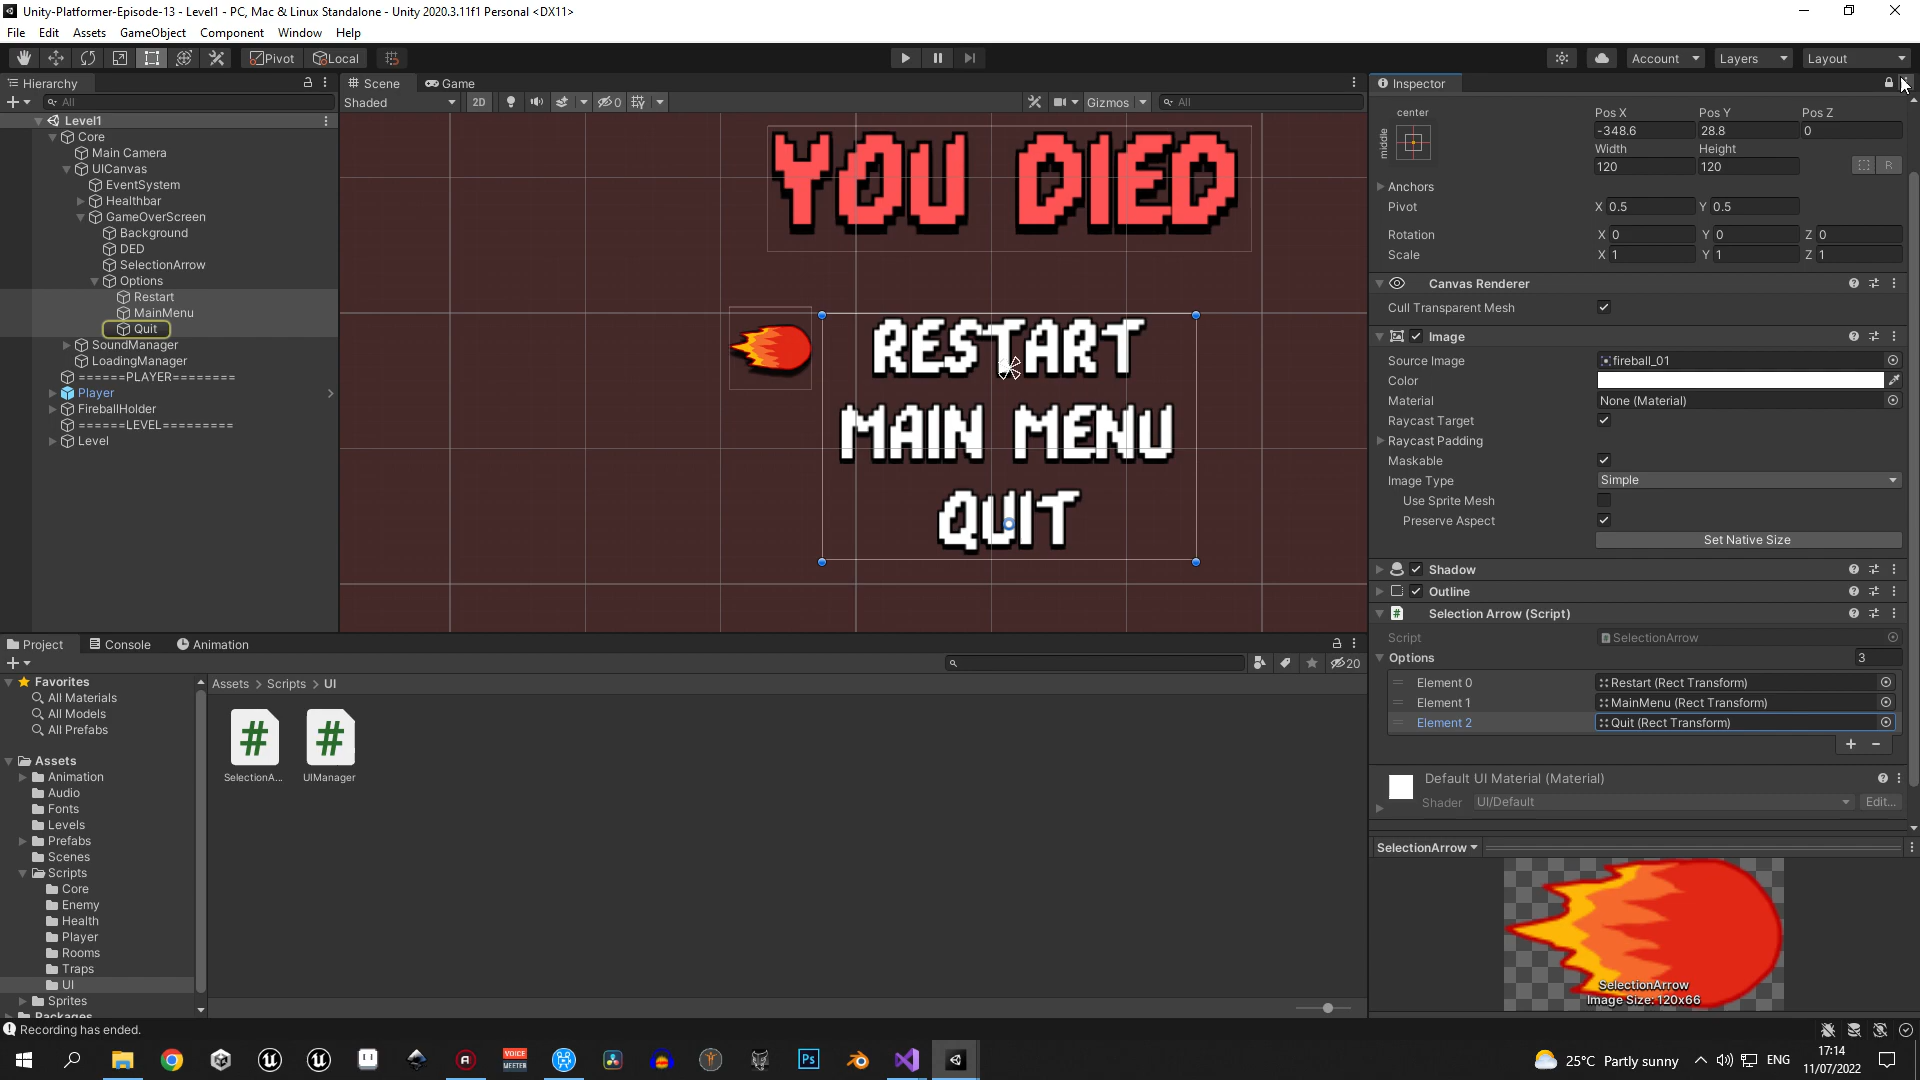 Unity-Platformer-Episode-13 - Level1 - PC, Mac & Linux Standalone - Unity 2020.3.11f1 Personal <DX11>
File Edit Assets GameObject Component Window Help
Pivot Local Account Layers Layout
Hierarchy
All
Level1
Core
Main Camera
UICanvas
EventSystem
Healthbar
GameOverScreen
Background
DED
SelectionArrow
Options
Restart
MainMenu
Quit
SoundManager
LoadingManager
======PLAYER========
Player
FireballHolder
======LEVEL=========
Level
Scene Game
Shaded 2D 0 Gizmos All
YOU DIED
RESTART
MAIN MENU
QUIT
Inspector
center
middle
Pos X Pos Y Pos Z
-348.6 28.8 0
Width Height
120 120 R
Anchors
Pivot X 0.5 Y 0.5
Rotation X 0 Y 0 Z 0
Scale X 1 Y 1 Z 1
Canvas Renderer
Cull Transparent Mesh
Image
Source Image fireball_01
Color
Material None (Material)
Raycast Target
Raycast Padding
Maskable
Image Type Simple
Use Sprite Mesh
Preserve Aspect
Set Native Size
Shadow
Outline
# Selection Arrow (Script)
Script SelectionArrow
Options 3
Element 0 Restart (Rect Transform)
Element 1 MainMenu (Rect Transform)
Element 2 Quit (Rect Transform)
+ −
Default UI Material (Material)
Shader UI/Default Edit...
SelectionArrow
SelectionArrow
Image Size: 120x66
Project Console Animation
20
Favorites
All Materials
All Models
All Prefabs
Assets
Animation
Audio
Fonts
Levels
Prefabs
Scenes
Scripts
Core
Enemy
Health
Player
Rooms
Traps
UI
Sprites
Packages
Assets > Scripts > UI
# #
SelectionA... UIManager
Recording has ended.
VOICE
MEETER
Ps
25°C Partly sunny
ENG
17:14
11/07/2022